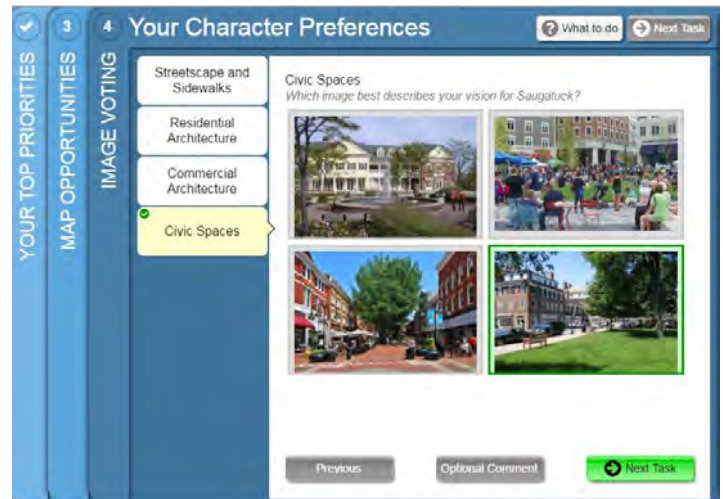 YOUR TOP PRIORITIES
3
MAP OPPORTUNITIES
4
IMAGE VOTING
Your Character Preferences
What to do
Next Task
Streetscape and
Sidewalks
Residential
Architecture
Commercial
Architecture
Civic Spaces
Civic Spaces
Which image best describes your vision for Saugatuck?
Previous
Optional Comment
Next Task